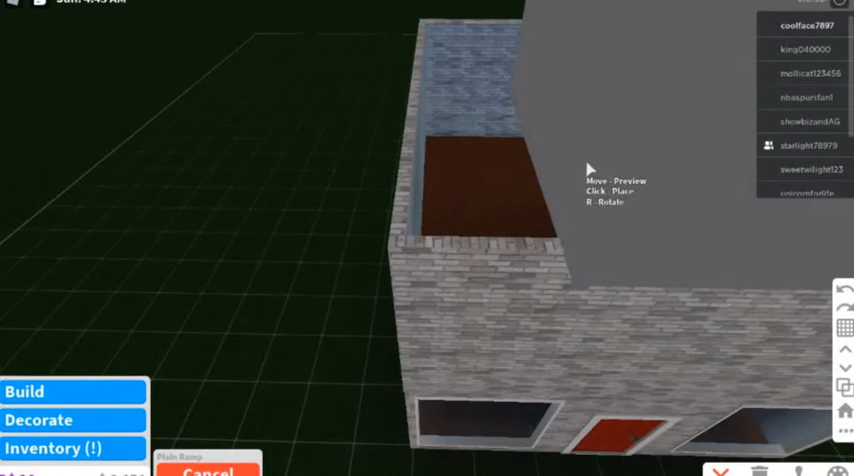 Sun. 4:45 AM
coolface7897
king040000
mollicat123456
nbaspursfan1
showbizandAG
starlight78979
sweetwilight123
unicornforlife
Move - Preview
Click - Place
R - Rotate
Build
Decorate
Inventory (!)
Plain Ramp
Cancel